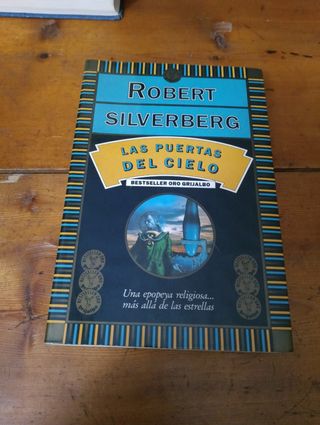 ROBERT
SILVERBERG
LAS PUERTAS
DEL CIELO
BESTSELLER ORO GRIJALBO
Una epopeya religiosa...
más allá de las estrellas